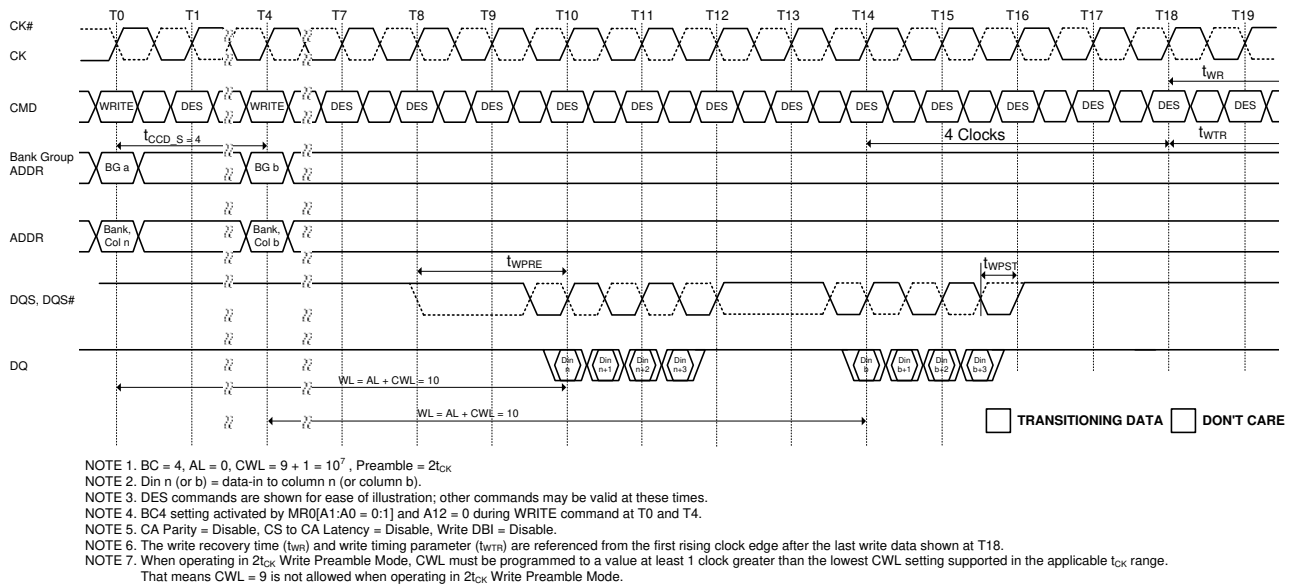 T0 T1 T4 T7 T8 T9 T10 T11 T12 T13 T14 T15 T16 T17 T18 T19
CK#
CK
tWR
CMD WRITE DES WRITE DES DES DES DES DES DES DES DES DES DES DES DES DES
tCCD_S = 4 4 Clocks tWTR
Bank Group
ADDR
BG a BG b
ADDR
Bank,
Col n
Bank,
Col b
tWPRE tWPST
DQS, DQS#
DQ
Din
n
Din
n+1
Din
n+2
Din
n+3
Din
b
Din
b+1
Din
b+2
Din
b+3
WL = AL + CWL = 10
WL = AL + CWL = 10
TRANSITIONING DATA DON'T CARE
NOTE 1. BC = 4, AL = 0, CWL = 9 + 1 = 10⁷ , Preamble = 2tCK
NOTE 2. Din n (or b) = data-in to column n (or column b).
NOTE 3. DES commands are shown for ease of illustration; other commands may be valid at these times.
NOTE 4. BC4 setting activated by MR0[A1:A0 = 0:1] and A12 = 0 during WRITE command at T0 and T4.
NOTE 5. CA Parity = Disable, CS to CA Latency = Disable, Write DBI = Disable.
NOTE 6. The write recovery time (tWR) and write timing parameter (tWTR) are referenced from the first rising clock edge after the last write data shown at T18.
NOTE 7. When operating in 2tCK Write Preamble Mode, CWL must be programmed to a value at least 1 clock greater than the lowest CWL setting supported in the applicable tCK range.
That means CWL = 9 is not allowed when operating in 2tCK Write Preamble Mode.